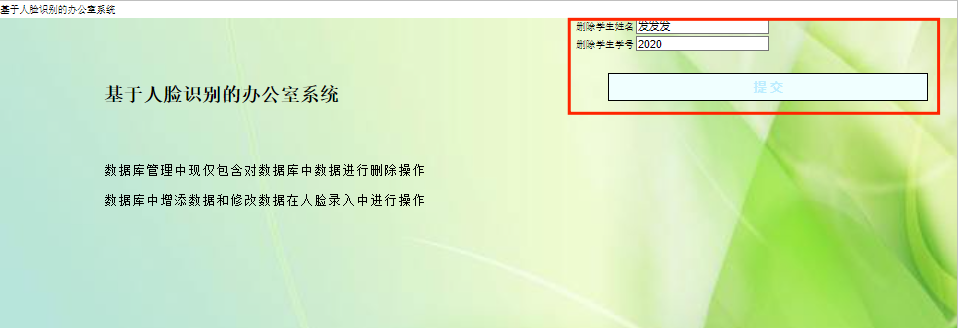 基于人脸识别的办公室系统
删除学生姓名 发发发
删除学生学号 2020
提交
基于人脸识别的办公室系统
数据库管理中现仅包含对数据库中数据进行删除操作
数据库中增添数据和修改数据在人脸录入中进行操作